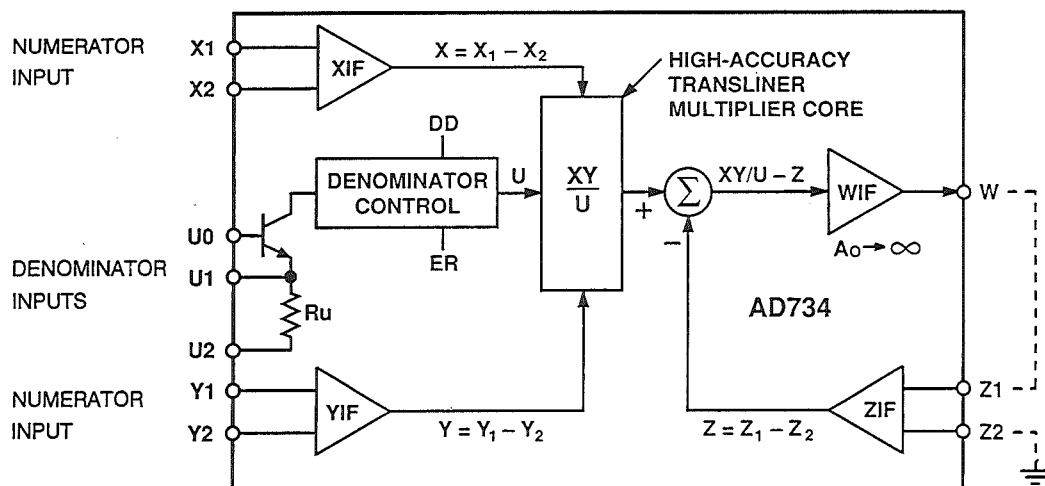 NUMERATOR
INPUT
X1
X2
XIF
X = X₁ – X₂
HIGH-ACCURACY
TRANSLINER
MULTIPLIER CORE
DD
DENOMINATOR
CONTROL
ER
U
XY
U
+
–
Σ
XY/U – Z
WIF
A₀ → ∞
W
DENOMINATOR
INPUTS
U0
U1
U2
Ru
AD734
NUMERATOR
INPUT
Y1
Y2
YIF
Y = Y₁ – Y₂
Z = Z₁ – Z₂
ZIF
Z1
Z2